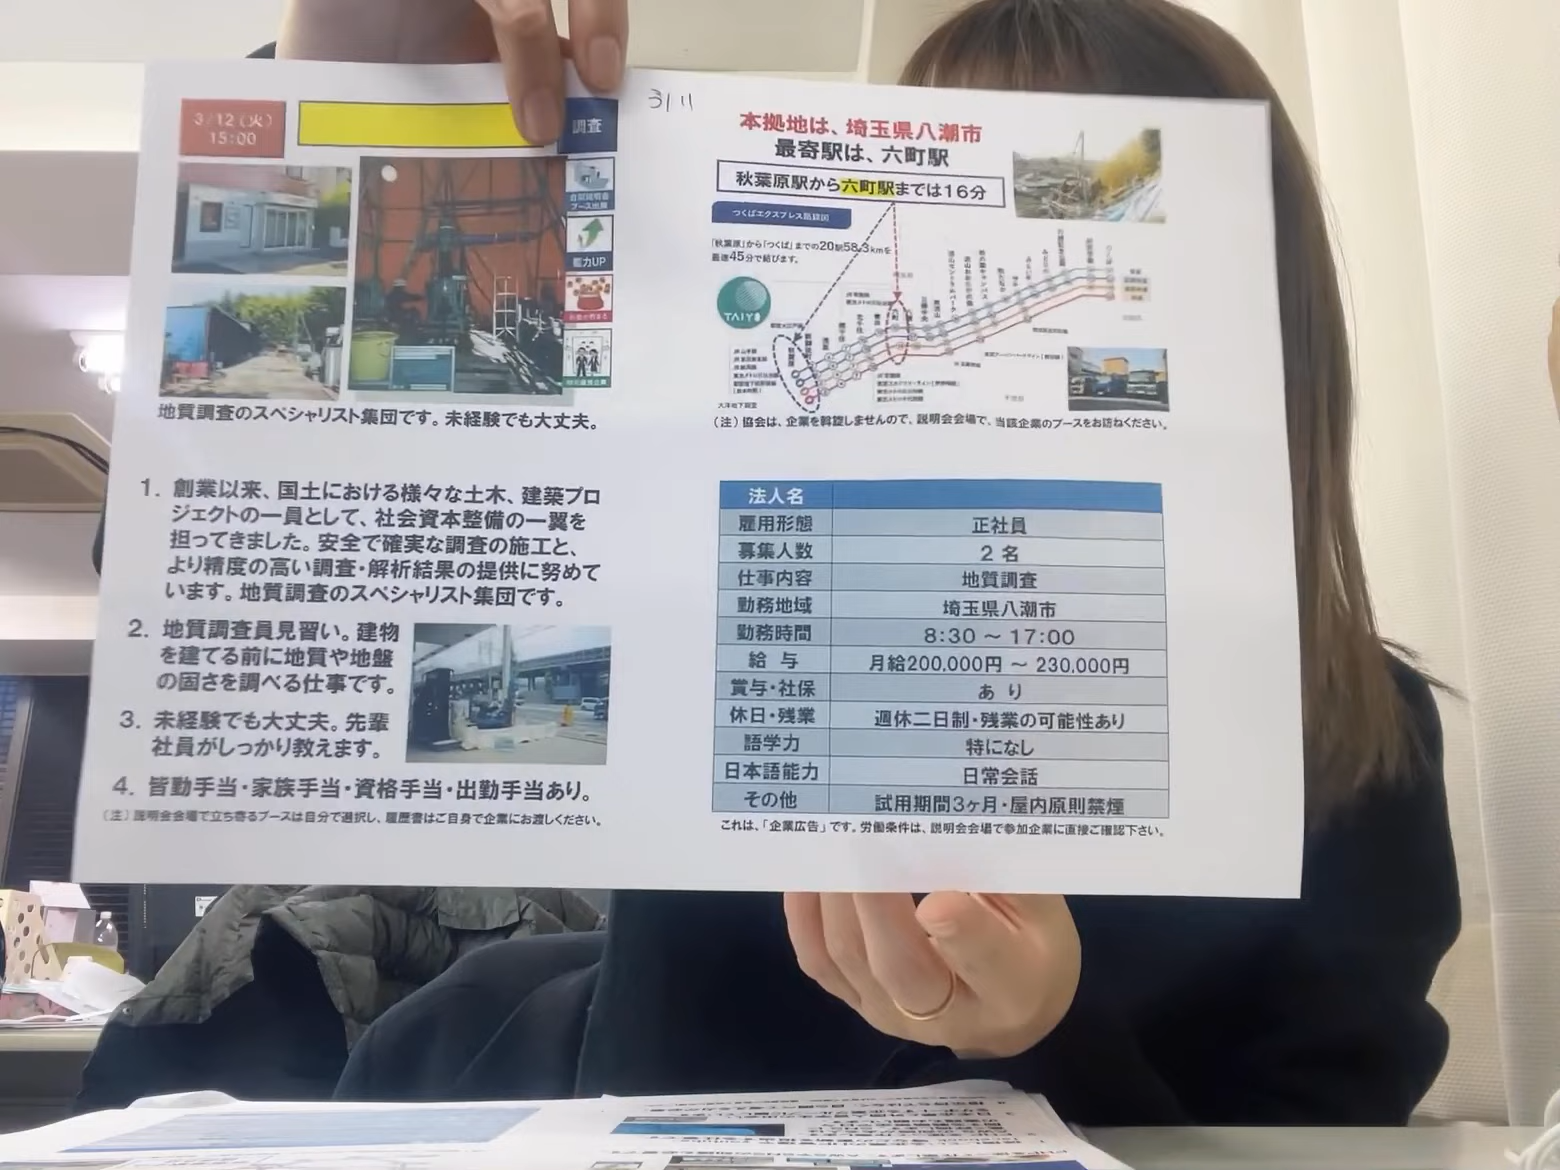 3/12（火）
15:00
調査
能力UP
地質調査のスペシャリスト集団です。未経験でも大丈夫。
1. 創業以来、国土における様々な土木、建築プロ
ジェクトの一員として、社会資本整備の一翼を
担ってきました。安全で確実な調査の施工と、
より精度の高い調査・解析結果の提供に努めて
います。地質調査のスペシャリスト集団です。
2. 地質調査員見習い。建物
を建てる前に地質や地盤
の固さを調べる仕事です。
3. 未経験でも大丈夫。先輩
社員がしっかり教えます。
4. 皆勤手当・家族手当・資格手当・出勤手当あり。
（注）説明会会場で立ち寄るブースは自分で選択し、履歴書はご自身で企業にお渡しください。
3/11
本拠地は、埼玉県八潮市
最寄駅は、六町駅
秋葉原駅から六町駅までは16分
つくばエクスプレス路線図
「秋葉原」から「つくば」までの20駅58.3kmを
最速45分で結びます。
TAIYO
（注）協会は、企業を斡旋しませんので、説明会会場で、当該企業のブースをお訪ねください。
法人名
雇用形態 正社員
募集人数 2 名
仕事内容 地質調査
勤務地域 埼玉県八潮市
勤務時間 8:30 ～ 17:00
給 与 月給200,000円 ～ 230,000円
賞与・社保 あ り
休日・残業 週休二日制・残業の可能性あり
語学力 特になし
日本語能力 日常会話
その他 試用期間3ヶ月・屋内原則禁煙
これは、「企業広告」です。労働条件は、説明会会場で参加企業に直接ご確認下さい。